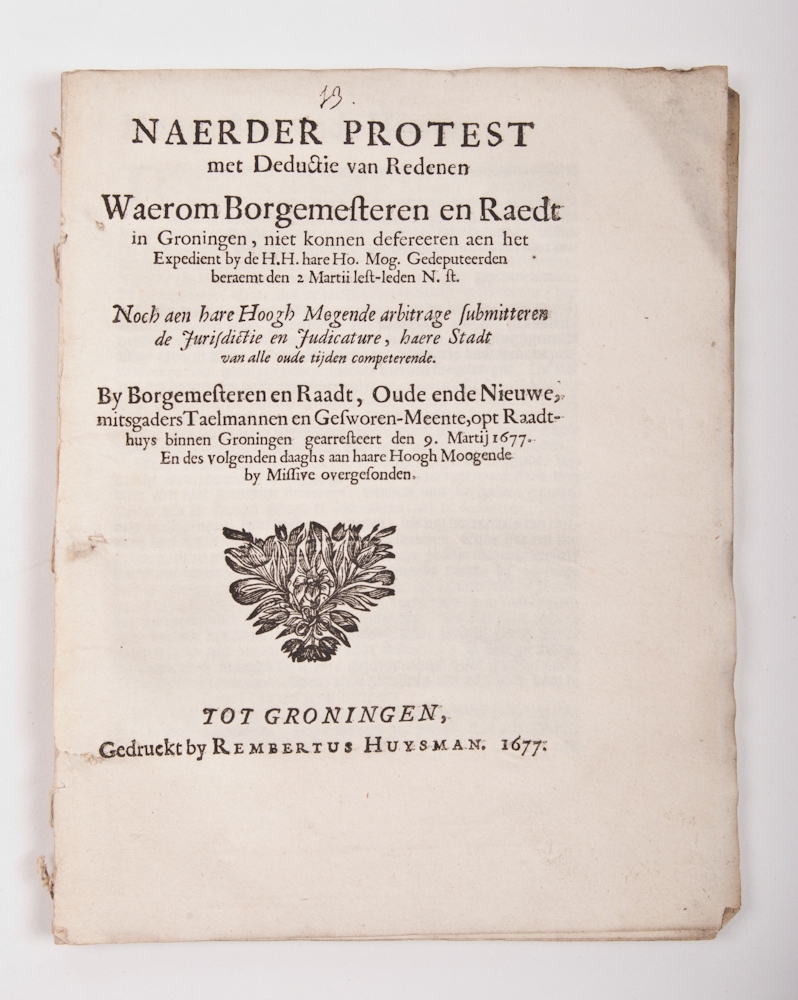 13.
NAERDER PROTEST
met Deductie van Redenen
Waerom Borgemeſteren en Raedt
in Groningen, niet konnen defereeren aen het
Expedient by de H.H. hare Ho. Mog. Gedeputeerden
beraemt den 2 Martii leſt-leden N. ſt.
Noch aen hare Hoogh Mogende arbitrage ſubmitteren
de Juriſdictie en Judicature, haere Stadt
van alle oude tijden competerende.
By Borgemeſteren en Raadt, Oude ende Nieuwe,
mitsgaders Taelmannen en Geſworen-Meente, opt Raadt-
huys binnen Groningen gearreſteert den 9. Martij 1677.
En des volgenden daaghs aan haare Hoogh Moogende
by Miſſive overgeſonden.
TOT GRONINGEN,
Gedruckt by REMBERTUS HUYSMAN. 1677.